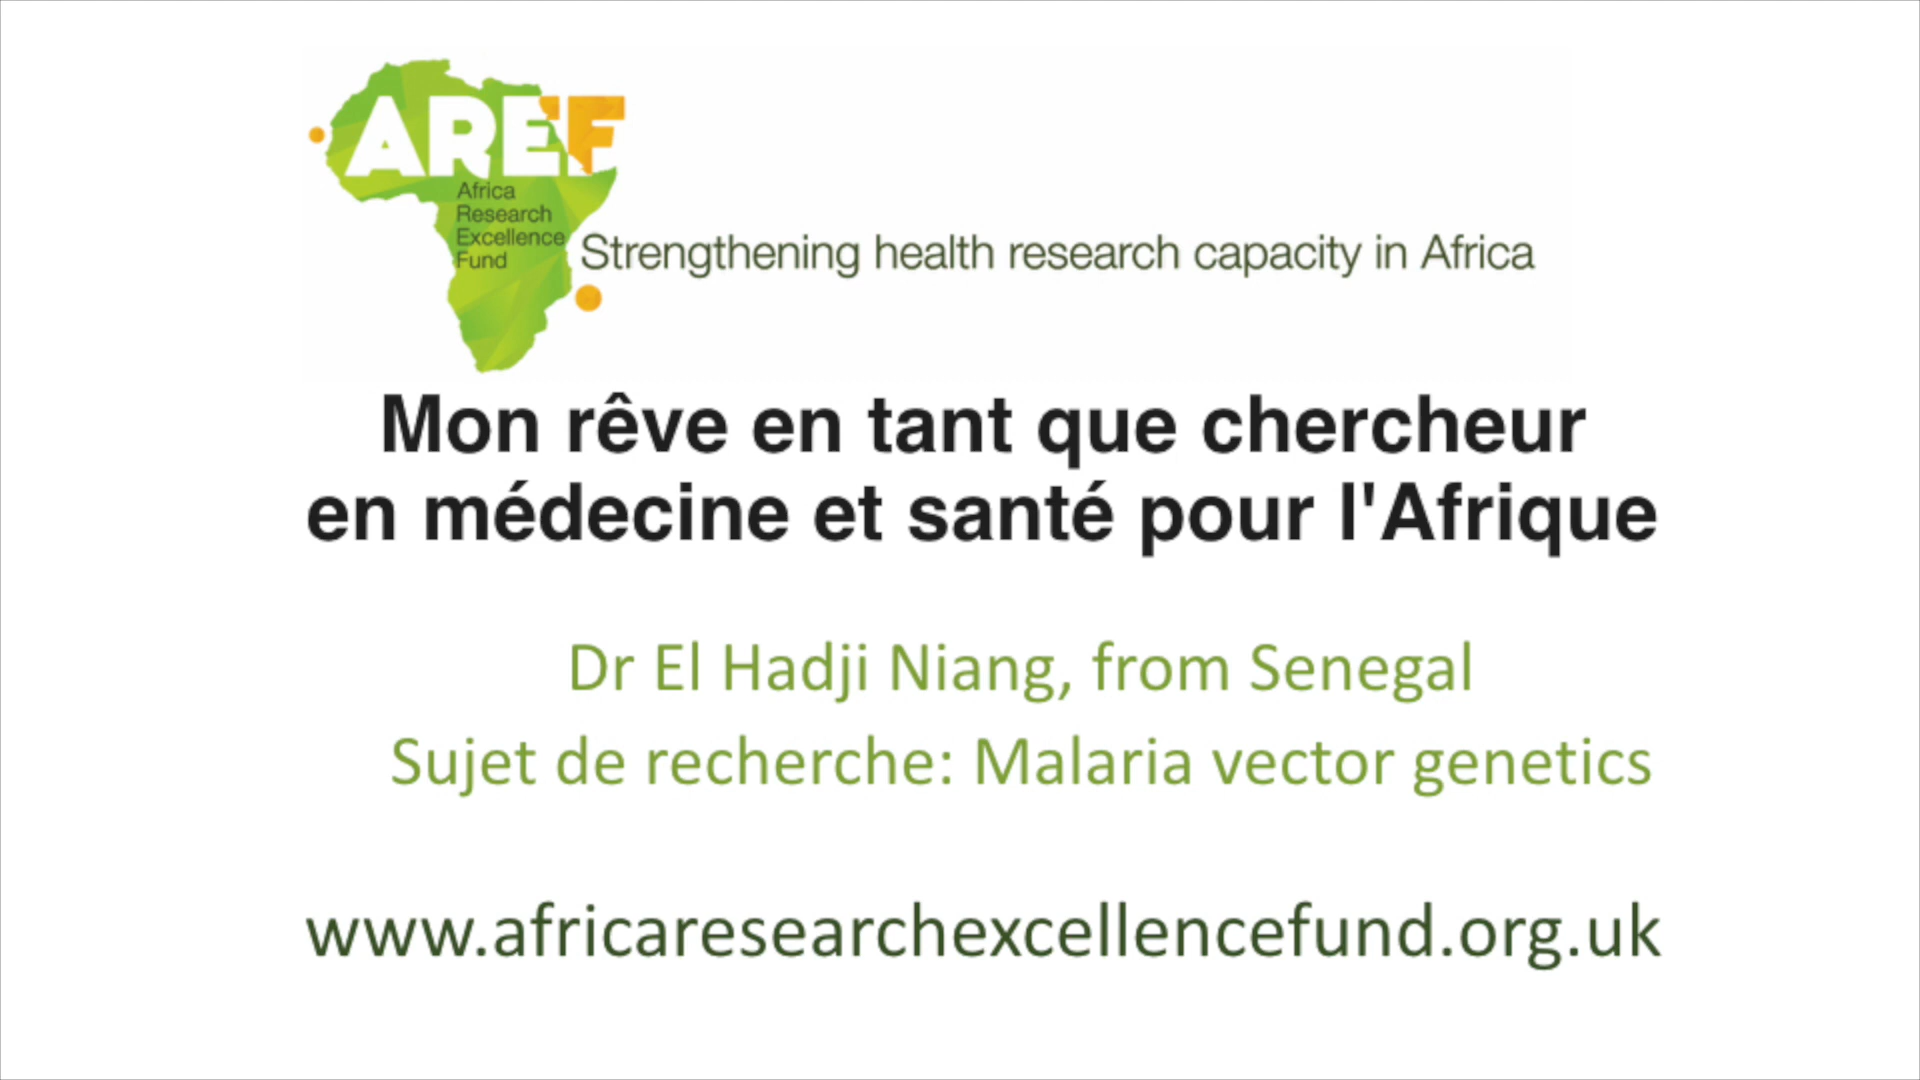 AREF
Africa
Research
Excellence
Fund
Strengthening health research capacity in Africa
Mon rêve en tant que chercheur
en médecine et santé pour l'Afrique
Dr El Hadji Niang, from Senegal
Sujet de recherche: Malaria vector genetics
www.africaresearchexcellencefund.org.uk